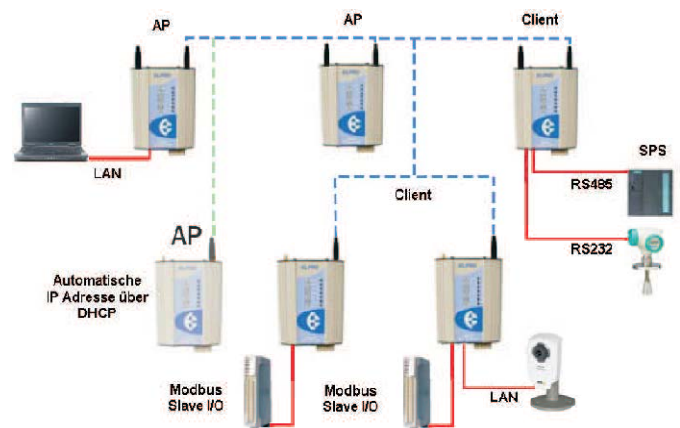 AP
AP
Client
LAN
SPS
RS485
Client
RS232
AP
Automatische
IP Adresse über
DHCP
Modbus
Slave I/O
Modbus
Slave I/O
LAN